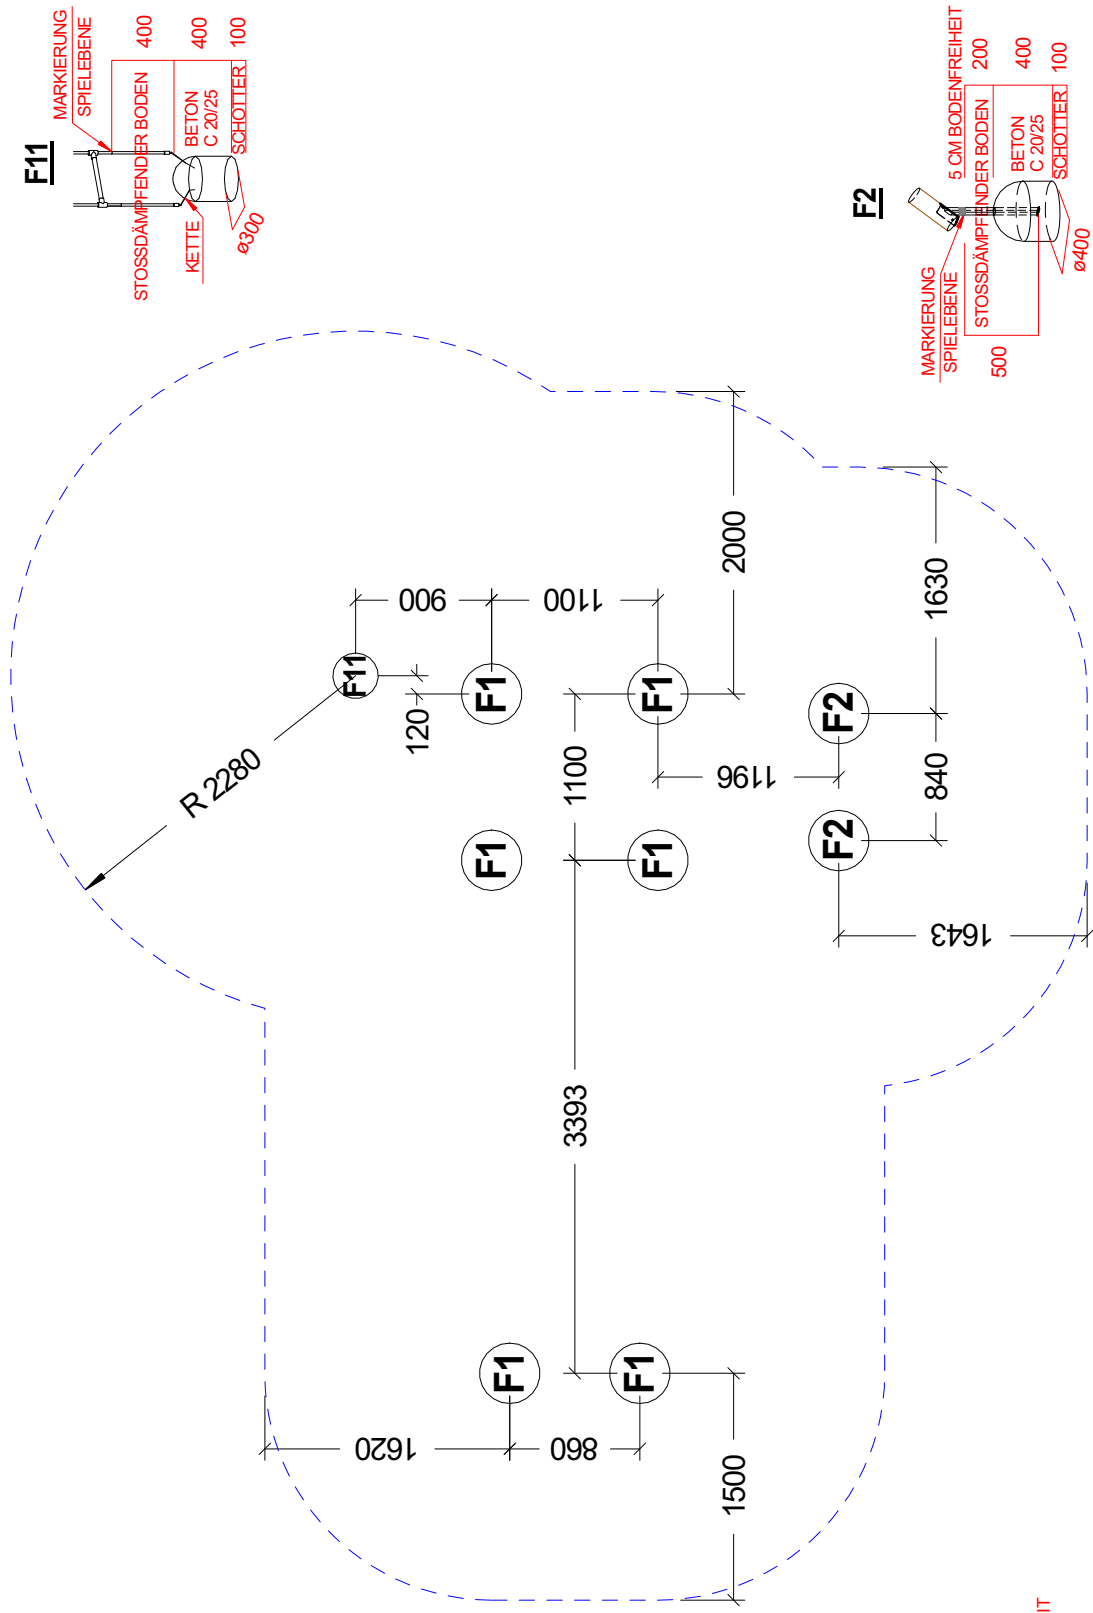 F11
MARKIERUNG
SPIELEBENE
STOSSDÄMPFENDER BODEN
400
BETON
C 20/25
400
SCHOTTER
100
KETTE
ø300
F2
5 CM BODENFREIHEIT
MARKIERUNG
SPIELEBENE
STOSSDÄMPFENDER BODEN
200
BETON
C 20/25
400
SCHOTTER
100
500
ø400
R 2280
F11
900
120
F1
1100
F1
2000
F1
1100
F1
1196
F2
1630
F2
840
1643
3393
F1
F1
1620
860
1500
IT